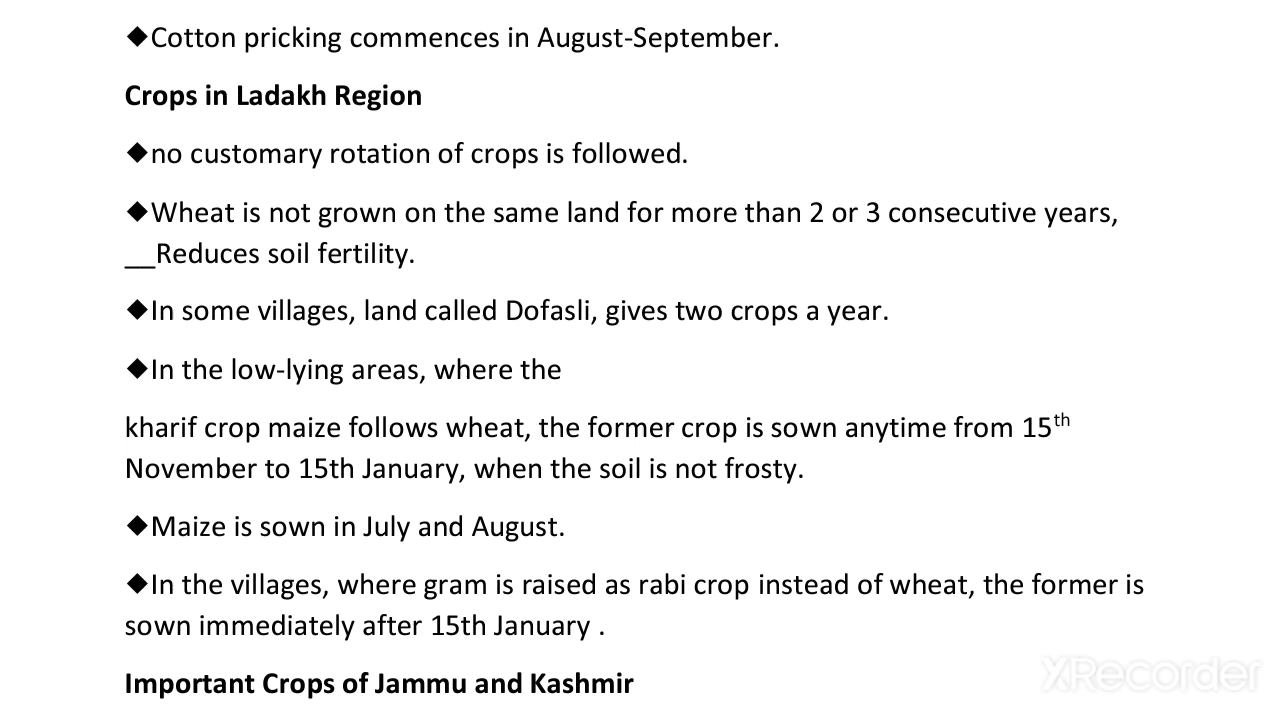 ◆Cotton pricking commences in August-September.
Crops in Ladakh Region
◆no customary rotation of crops is followed.
◆Wheat is not grown on the same land for more than 2 or 3 consecutive years,
__Reduces soil fertility.
◆In some villages, land called Dofasli, gives two crops a year.
◆In the low-lying areas, where the
kharif crop maize follows wheat, the former crop is sown anytime from 15th
November to 15th January, when the soil is not frosty.
◆Maize is sown in July and August.
◆In the villages, where gram is raised as rabi crop instead of wheat, the former is
sown immediately after 15th January .
Important Crops of Jammu and Kashmir
XRecorder